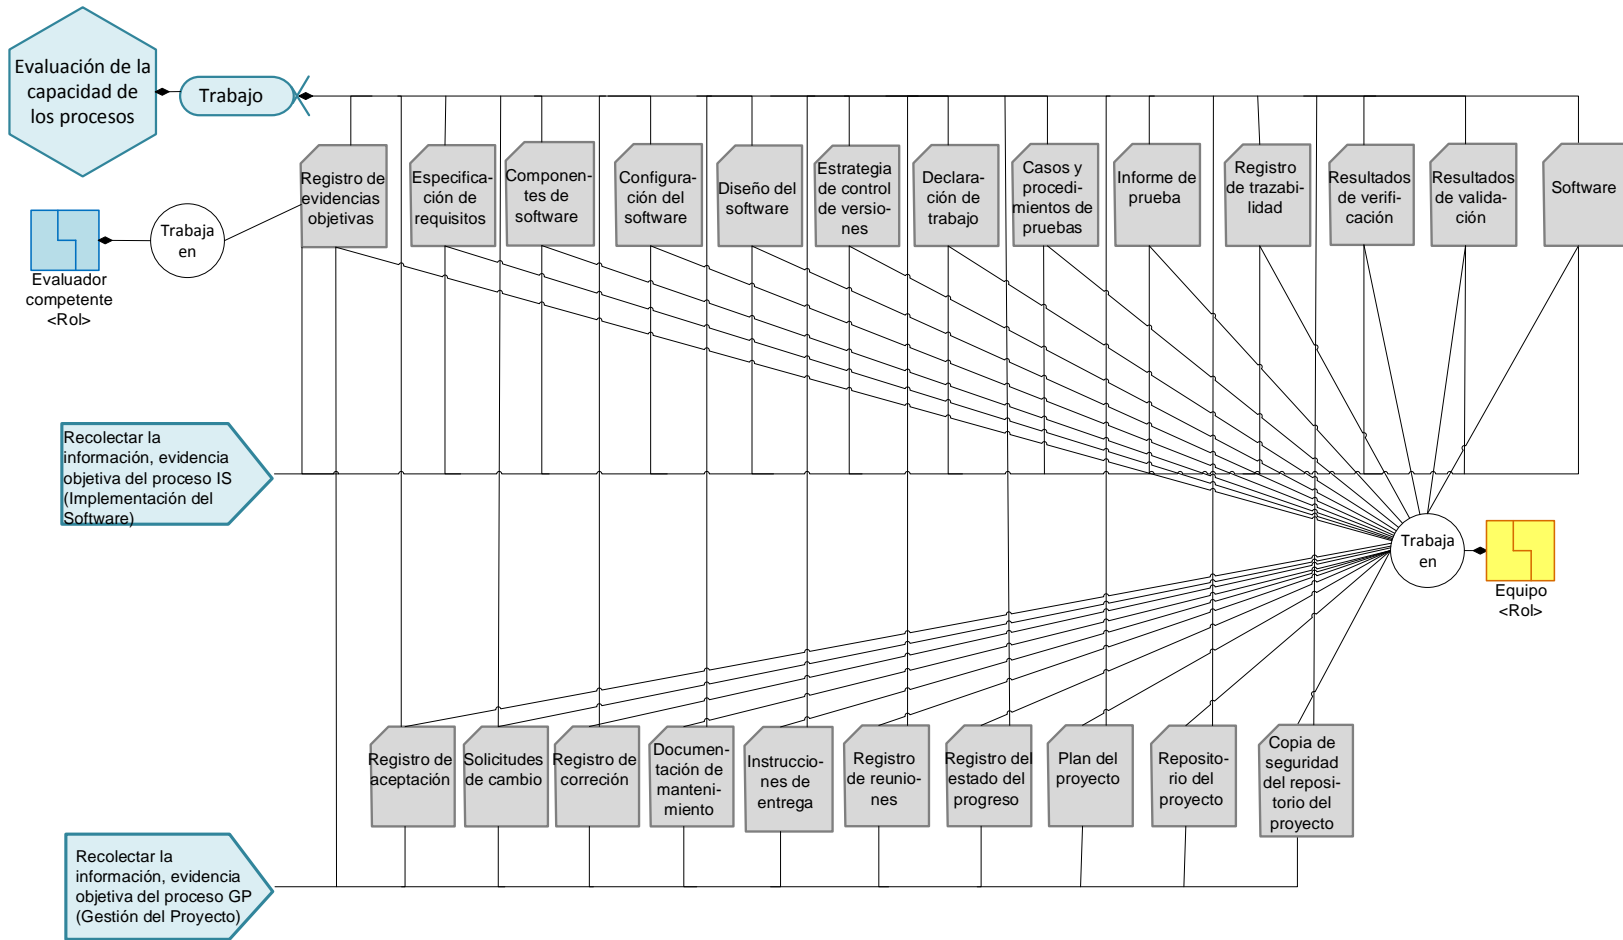 Evaluación de la
capacidad de
los procesos
Trabajo
Evaluador
competente
<Rol>
Trabaja
en
Registro de
evidencias
objetivas
Especifica-
ción de
requisitos
Componen-
tes de
software
Configura-
ción del
software
Diseño del
software
Estrategia
de control
de versio-
nes
Declara-
ción de
trabajo
Casos y
procedi-
mientos de
pruebas
Informe de
prueba
Registro
de trazabi-
lidad
Resultados
de verifi-
cación
Resultados
de valida-
ción
Software
Recolectar la
información, evidencia
objetiva del proceso IS
(Implementación del
Software)
Trabaja
en
Equipo
<Rol>
Registro de
aceptación
Solicitudes
de cambio
Registro de
correción
Documen-
tación de
manteni-
miento
Instruccio-
nes de
entrega
Registro
de reunio-
nes
Registro del
estado del
progreso
Plan del
proyecto
Reposito-
rio del
proyecto
Copia de
seguridad
del reposi-
torio del
proyecto
Recolectar la
información, evidencia
objetiva del proceso GP
(Gestión del Proyecto)